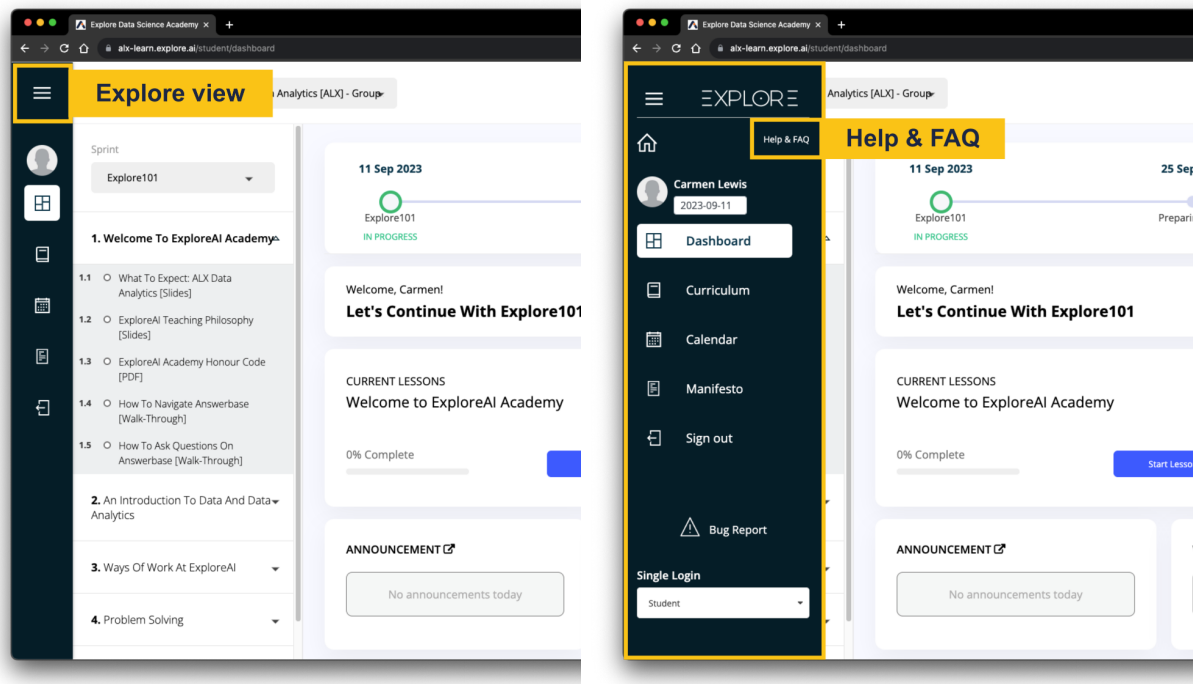 Explore Data Science Academy
alx-learn.explore.ai/student/dashboard
Explore view
Analytics [ALX] - Group
Sprint
Explore101
1. Welcome To ExploreAI Academy
1.1 What To Expect: ALX Data
Analytics [Slides]
1.2 ExploreAI Teaching Philosophy
[Slides]
1.3 ExploreAI Academy Honour Code
[PDF]
1.4 How To Navigate Answerbase
[Walk-Through]
1.5 How To Ask Questions On
Answerbase [Walk-Through]
2. An Introduction To Data And Data
Analytics
3. Ways Of Work At ExploreAI
4. Problem Solving
11 Sep 2023
Explore101
IN PROGRESS
Welcome, Carmen!
Let's Continue With Explore101
CURRENT LESSONS
Welcome to ExploreAI Academy
0% Complete
ANNOUNCEMENT
No announcements today
Explore Data Science Academy
alx-learn.explore.ai/student/dashboard
EXPLORE
Analytics [ALX] - Group
Help & FAQ
Help & FAQ
Carmen Lewis
2023-09-11
Dashboard
Curriculum
Calendar
Manifesto
Sign out
Bug Report
Single Login
Student
11 Sep 2023
25 Sep
Explore101
Prepari
IN PROGRESS
Welcome, Carmen!
Let's Continue With Explore101
CURRENT LESSONS
Welcome to ExploreAI Academy
0% Complete
Start Lesso
ANNOUNCEMENT
No announcements today